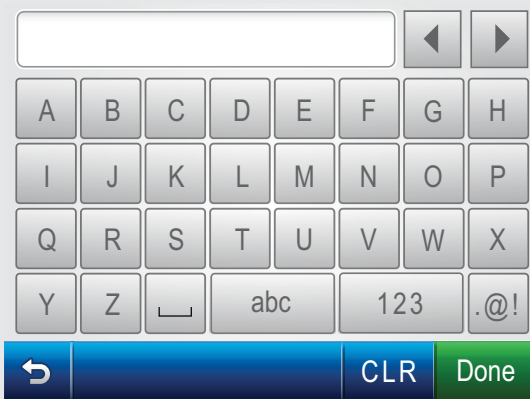 A B C D E F G H
I J K L M N O P
Q R S T U V W X
Y Z abc 123 .@!
CLR Done